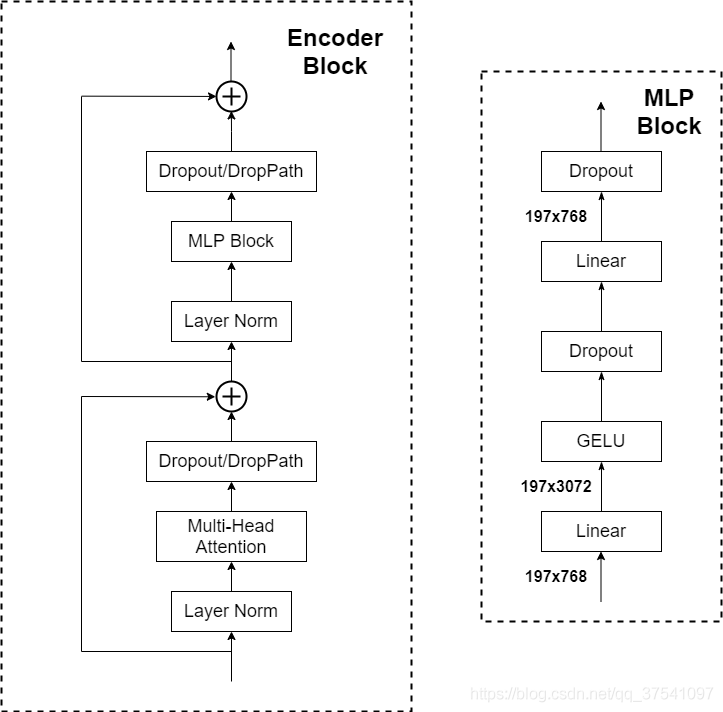 Encoder
Block
Dropout/DropPath
MLP Block
Layer Norm
Dropout/DropPath
Multi-Head
Attention
Layer Norm
MLP
Block
Dropout
197x768
Linear
Dropout
GELU
197x3072
Linear
197x768
https://blog.csdn.net/qq_37541097